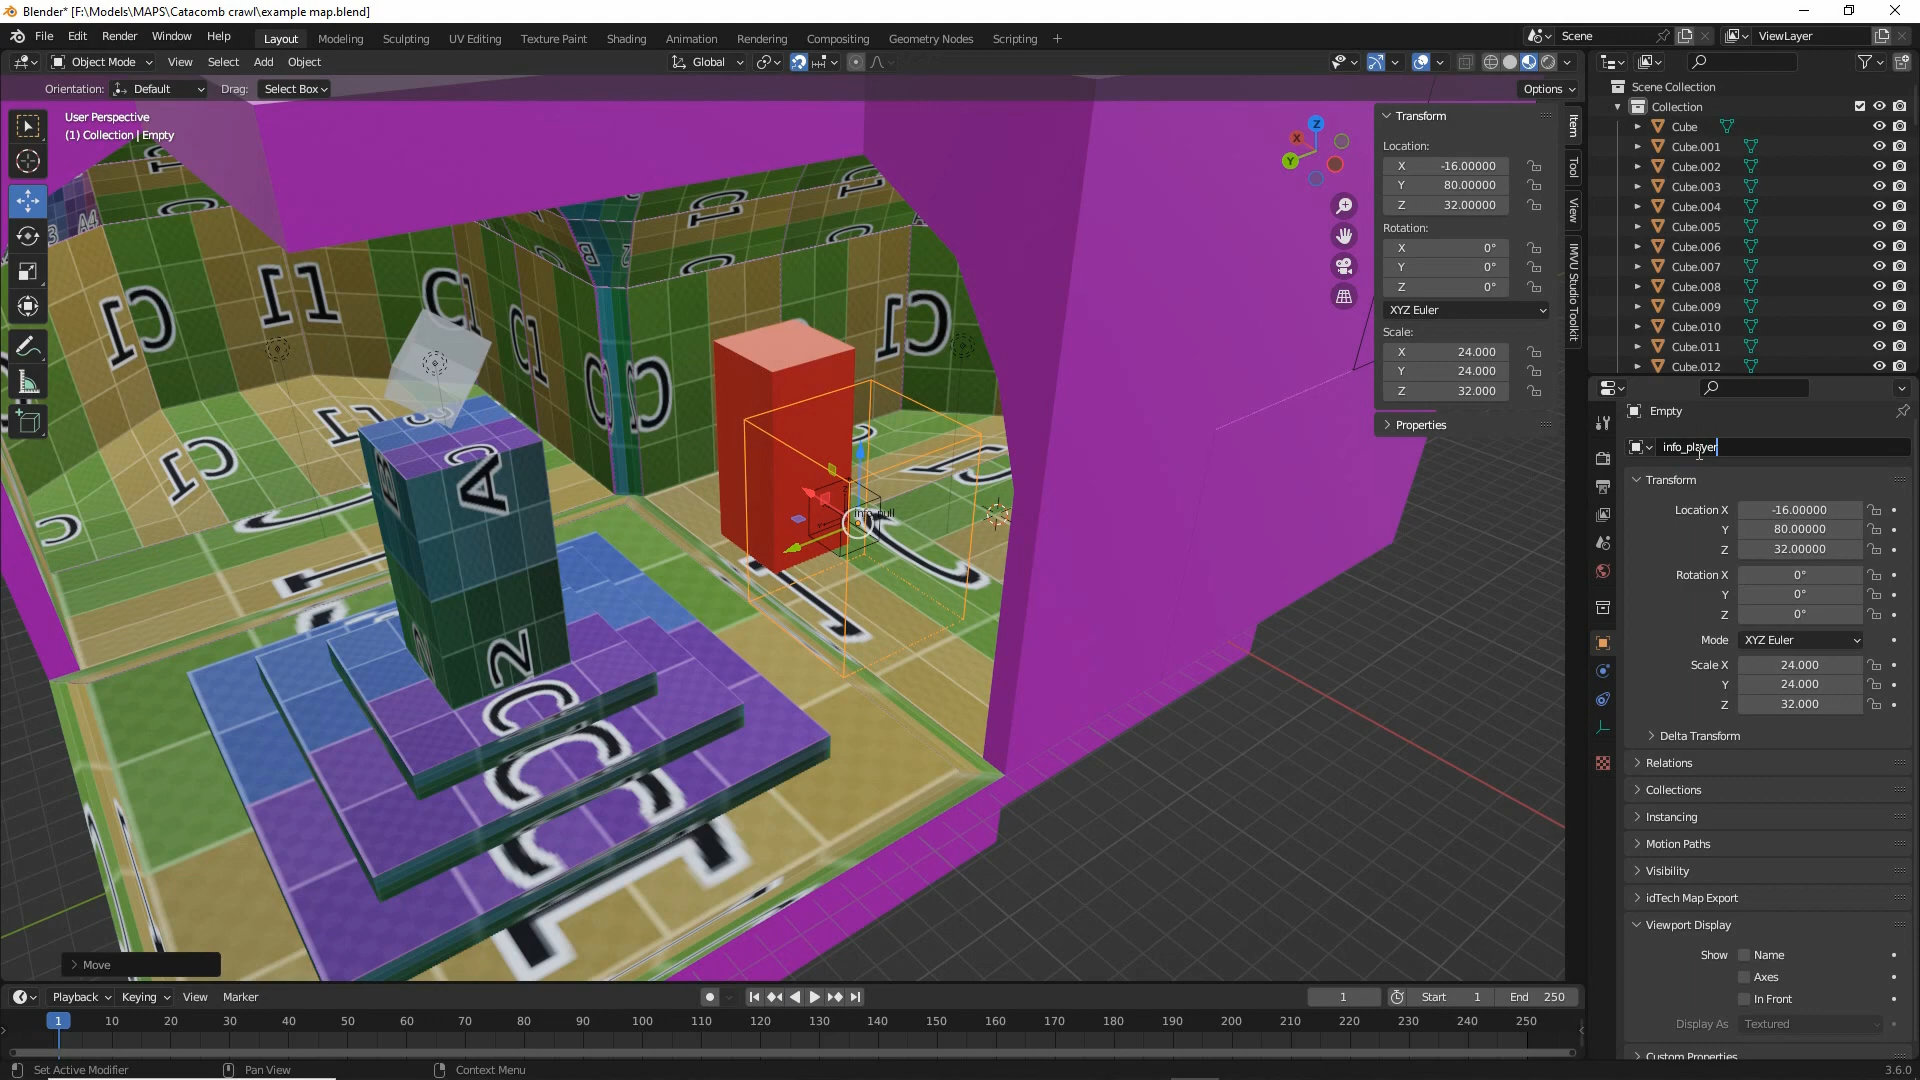 Blender* [F:\Models\MAPS\Catacomb crawl\example map.blend]
File Edit Render Window Help Layout Modeling Sculpting UV Editing Texture Paint Shading Animation Rendering Compositing Geometry Nodes Scripting + Scene ViewLayer
Object Mode View Select Add Object Global
Orientation: Default Drag: Select Box Options
User Perspective
(1) Collection | Empty
Transform
Location:
X -16.00000
Y 80.00000
Z 32.00000
Rotation:
X 0°
Y 0°
Z 0°
XYZ Euler
Scale:
X 24.000
Y 24.000
Z 32.000
Properties
Item
Tool
View
IMVU Studio Toolkit
Z
X
Y
info_null
Move
Scene Collection
Collection
Cube
Cube.001
Cube.002
Cube.003
Cube.004
Cube.005
Cube.006
Cube.007
Cube.008
Cube.009
Cube.010
Cube.011
Cube.012
Empty
info_player
Transform
Location X -16.00000
Y 80.00000
Z 32.00000
Rotation X 0°
Y 0°
Z 0°
Mode XYZ Euler
Scale X 24.000
Y 24.000
Z 32.000
Delta Transform
Relations
Collections
Instancing
Motion Paths
Visibility
idTech Map Export
Viewport Display
Show Name
Axes
In Front
Display As Textured
Custom Properties
Playback Keying View Marker 1 Start 1 End 250
1 10 20 30 40 50 60 70 80 90 100 110 120 130 140 150 160 170 180 190 200 210 220 230 240 250
Set Active Modifier Pan View Context Menu 3.6.0